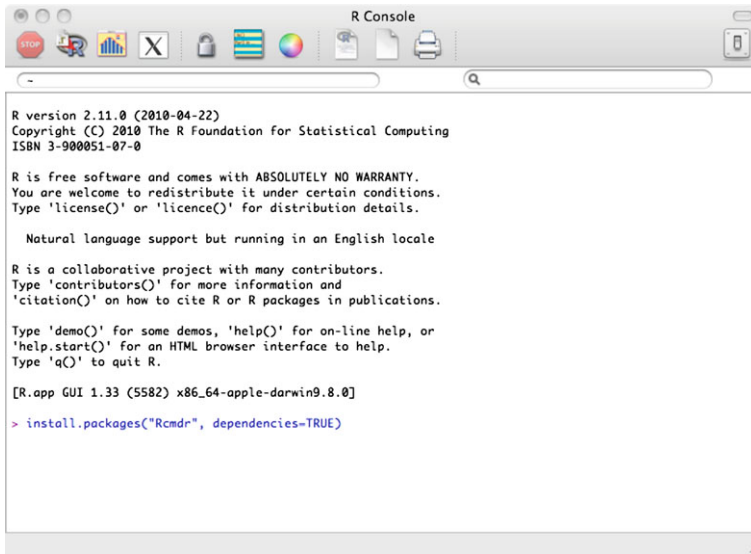 R Console
STOP
R
X
R
~
R version 2.11.0 (2010-04-22)
Copyright (C) 2010 The R Foundation for Statistical Computing
ISBN 3-900051-07-0
R is free software and comes with ABSOLUTELY NO WARRANTY.
You are welcome to redistribute it under certain conditions.
Type 'license()' or 'licence()' for distribution details.
Natural language support but running in an English locale
R is a collaborative project with many contributors.
Type 'contributors()' for more information and
'citation()' on how to cite R or R packages in publications.
Type 'demo()' for some demos, 'help()' for on-line help, or
'help.start()' for an HTML browser interface to help.
Type 'q()' to quit R.
[R.app GUI 1.33 (5582) x86_64-apple-darwin9.8.0]
> install.packages("Rcmdr", dependencies=TRUE)